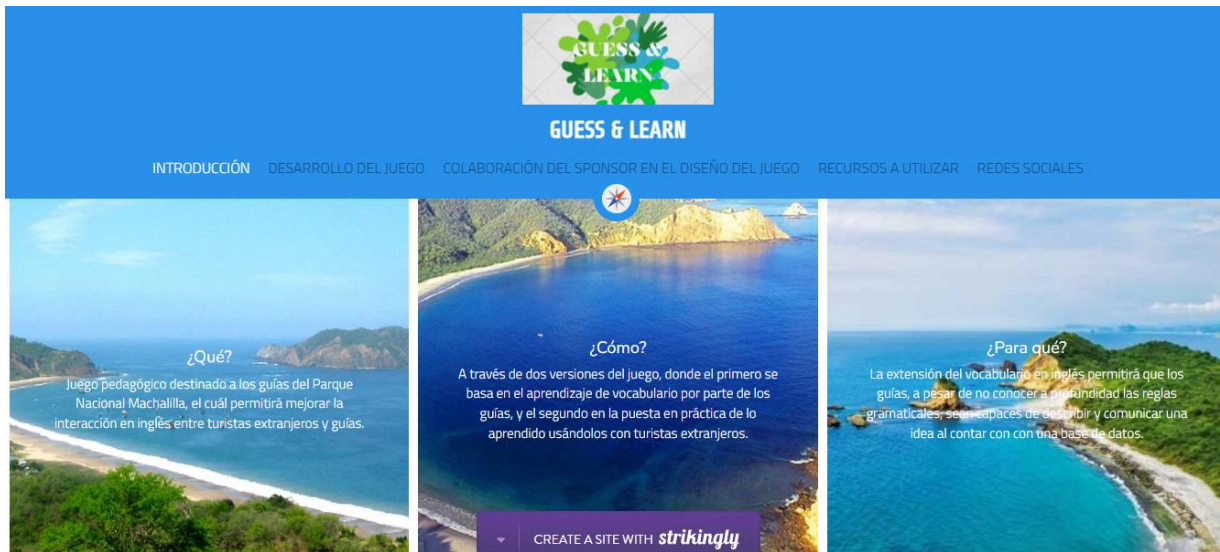 GUESS &
LEARN
GUESS & LEARN
INTRODUCCIÓN DESARROLLO DEL JUEGO COLABORACIÓN DEL SPONSOR EN EL DISEÑO DEL JUEGO RECURSOS A UTILIZAR REDES SOCIALES
¿Qué?
Juego pedagógico destinado a los guías del Parque
Nacional Machalilla, el cuál permitirá mejorar la
interacción en inglés entre turistas extranjeros y guías.
¿Cómo?
A través de dos versiones del juego, donde el primero se
basa en el aprendizaje de vocabulario por parte de los
guías, y el segundo en la puesta en práctica de lo
aprendido usándolos con turistas extranjeros.
¿Para qué?
La extensión del vocabulario en inglés permitirá que los
guías, a pesar de no conocer a profundidad las reglas
gramaticales, sean capaces de describir y comunicar una
idea al contar con con una base de datos.
CREATE A SITE WITH strikingly